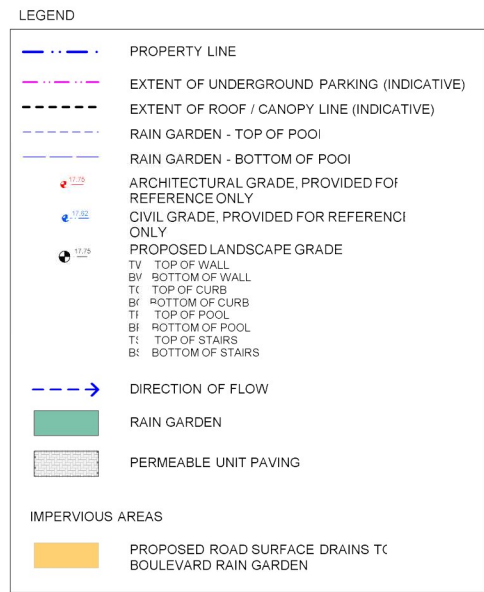 LEGEND
PROPERTY LINE
EXTENT OF UNDERGROUND PARKING (INDICATIVE)
EXTENT OF ROOF / CANOPY LINE (INDICATIVE)
RAIN GARDEN - TOP OF POOL
RAIN GARDEN - BOTTOM OF POOL
17.75
ARCHITECTURAL GRADE, PROVIDED FOR
REFERENCE ONLY
17.52
CIVIL GRADE, PROVIDED FOR REFERENCE
ONLY
17.75
PROPOSED LANDSCAPE GRADE
TW TOP OF WALL
BW BOTTOM OF WALL
TC TOP OF CURB
BC BOTTOM OF CURB
TP TOP OF POOL
BP BOTTOM OF POOL
TS TOP OF STAIRS
BS BOTTOM OF STAIRS
DIRECTION OF FLOW
RAIN GARDEN
PERMEABLE UNIT PAVING
IMPERVIOUS AREAS
PROPOSED ROAD SURFACE DRAINS TO
BOULEVARD RAIN GARDEN